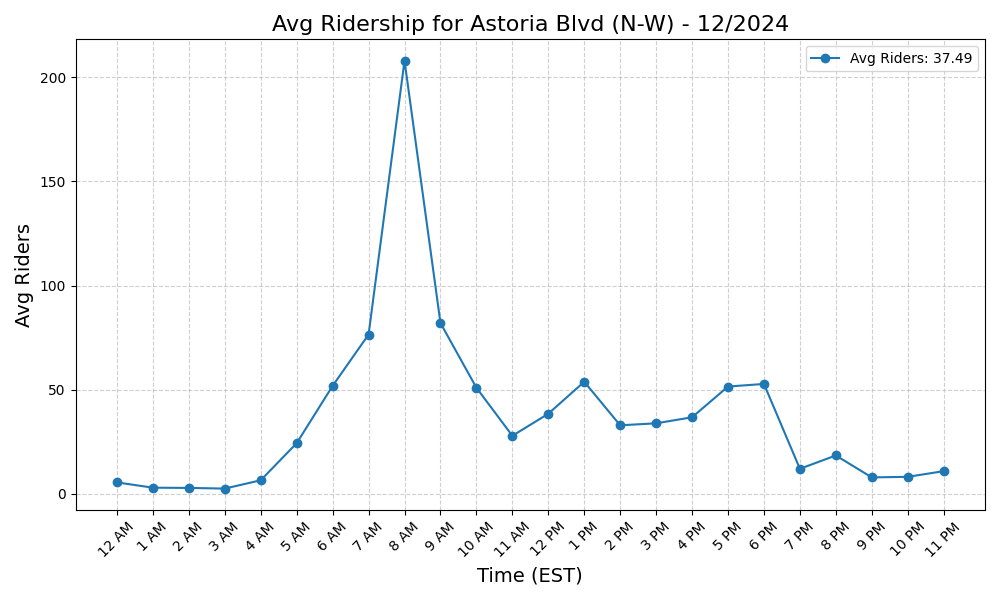 Avg Ridership for Astoria Blvd (N-W) - 12/2024
Avg Riders: 37.49
Avg Riders
200
150
100
50
0
12 AM 1 AM 2 AM 3 AM 4 AM 5 AM 6 AM 7 AM 8 AM 9 AM 10 AM 11 AM 12 PM 1 PM 2 PM 3 PM 4 PM 5 PM 6 PM 7 PM 8 PM 9 PM 10 PM 11 PM
Time (EST)